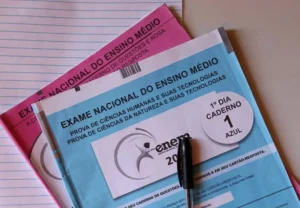 EXAME NACIONAL DO ENSINO MÉDIO
EXAME NACIONAL DO ENSINO MÉDIO
PROVA DE CIÊNCIAS HUMANAS E SUAS TECNOLOGIAS
PROVA DE CIÊNCIAS DA NATUREZA E SUAS TECNOLOGIAS
1º DIA
CADERNO
1
AZUL
enem
20